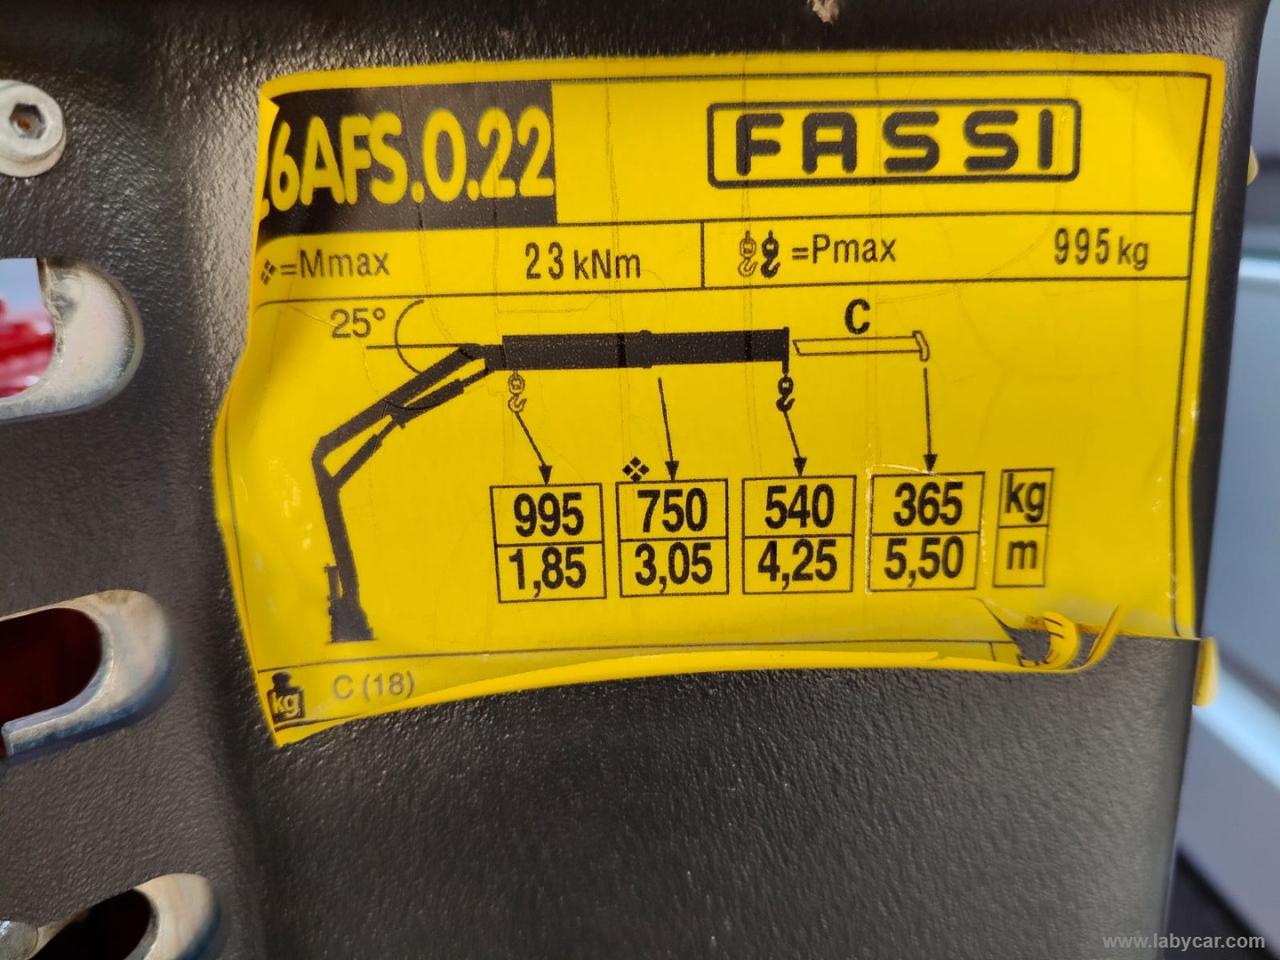 6AFS.0.22
FASSI
=Mmax 23 kNm
=Pmax 995 kg
25°
C
995 750 540 365 kg
1,85 3,05 4,25 5,50 m
kg C (18)
www.labycar.com